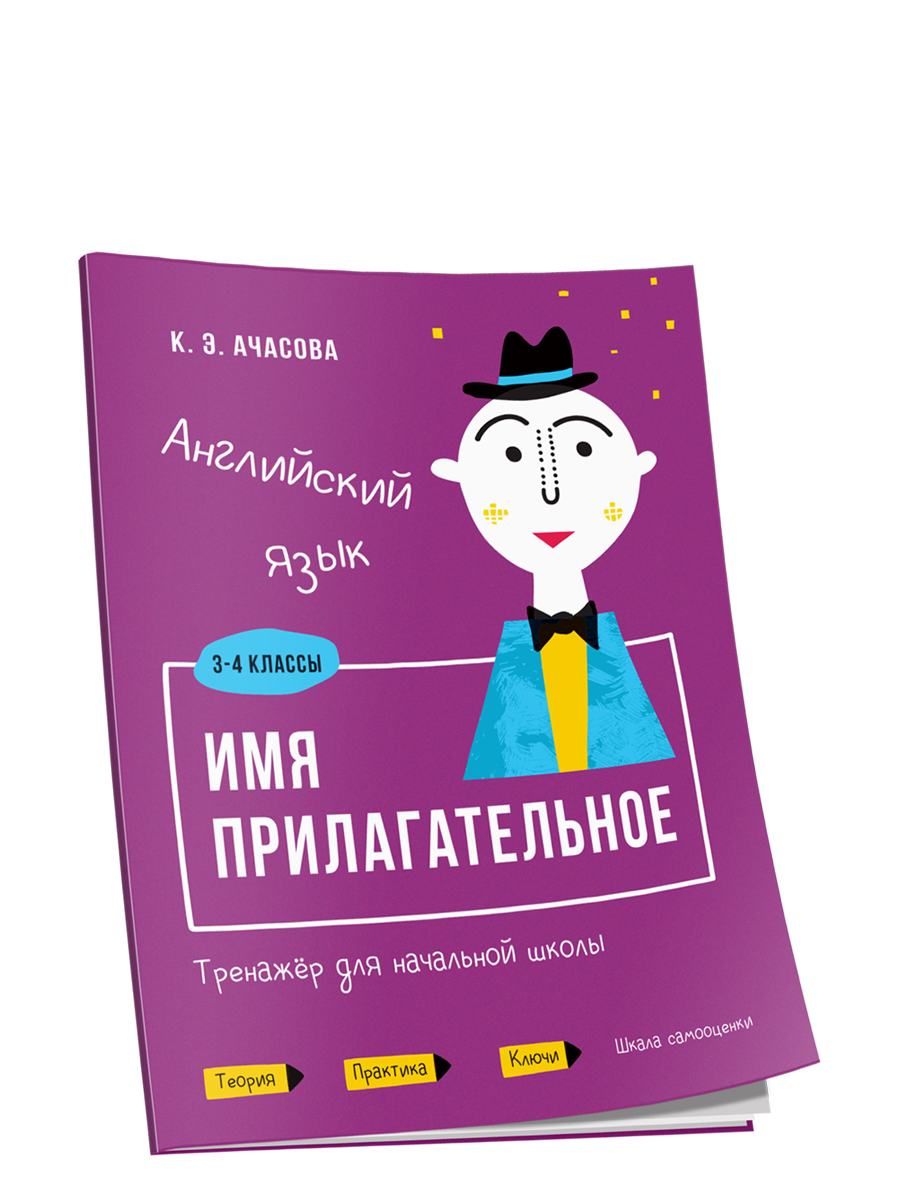 К. Э. АЧАСОВА
Английский
язык
3-4 КЛАССЫ
ИМЯ
ПРИЛАГАТЕЛЬНОЕ
Тренажёр для начальной школы
Теория
Практика
Ключи
Шкала самооценки